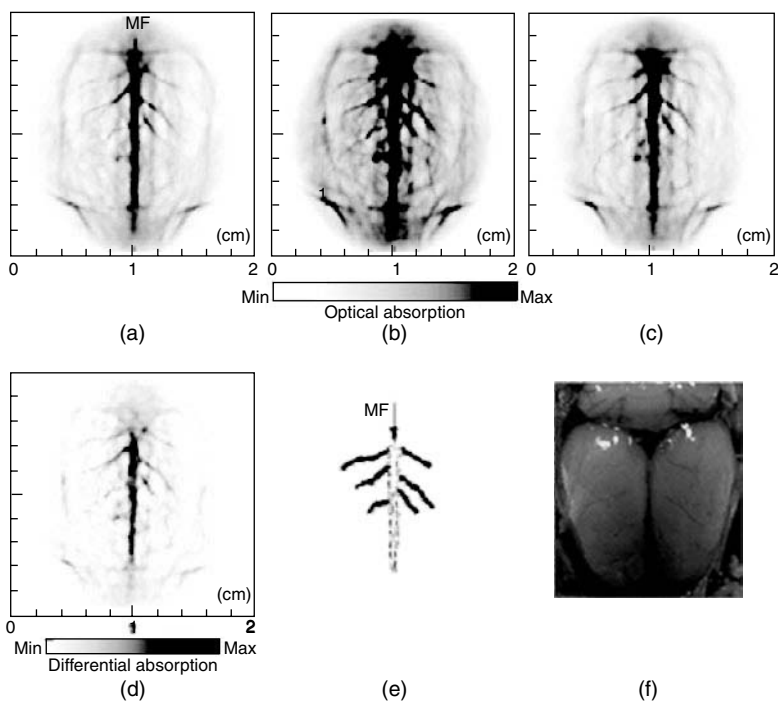 MF
(cm)
(cm)
(cm)
0 1 2
0 1 2
0 1 2
1
Min Max
Optical absorption
(a) (b) (c)
MF
(cm)
0 1 2
Min Max
Differential absorption
(d) (e) (f)